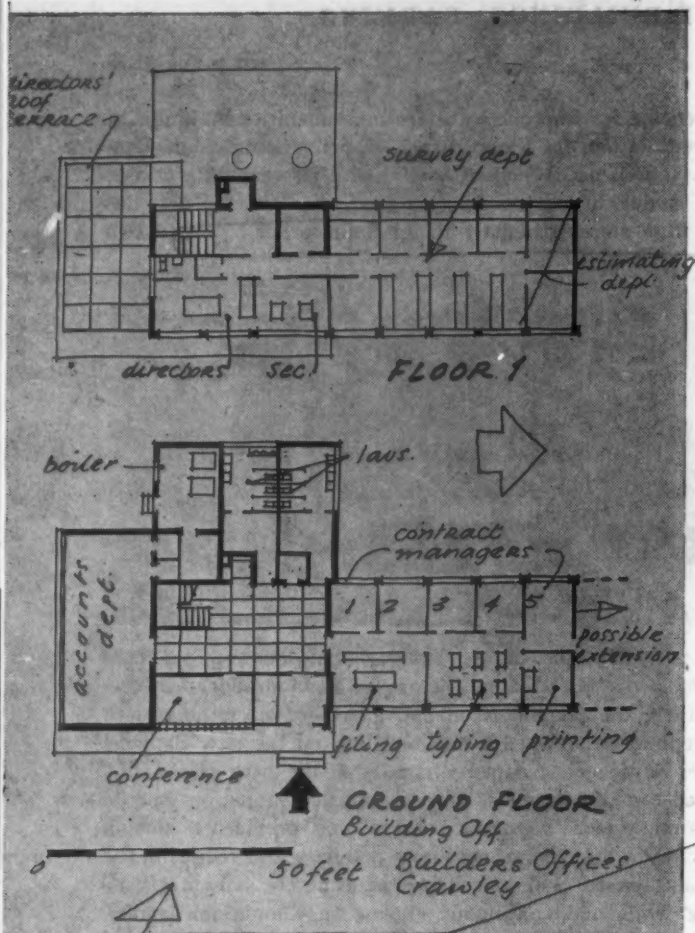 DIRECTORS'
ROOF
TERRACE
survey dept
estimating
dept.
directors
sec.
FLOOR 1
boiler
lavs.
contract
managers
accounts
dept.
1 2 3 4 5
possible
extension
filing
typing
printing
conference
GROUND FLOOR
Building Off.
0
50 feet
Builders Offices
Crawley